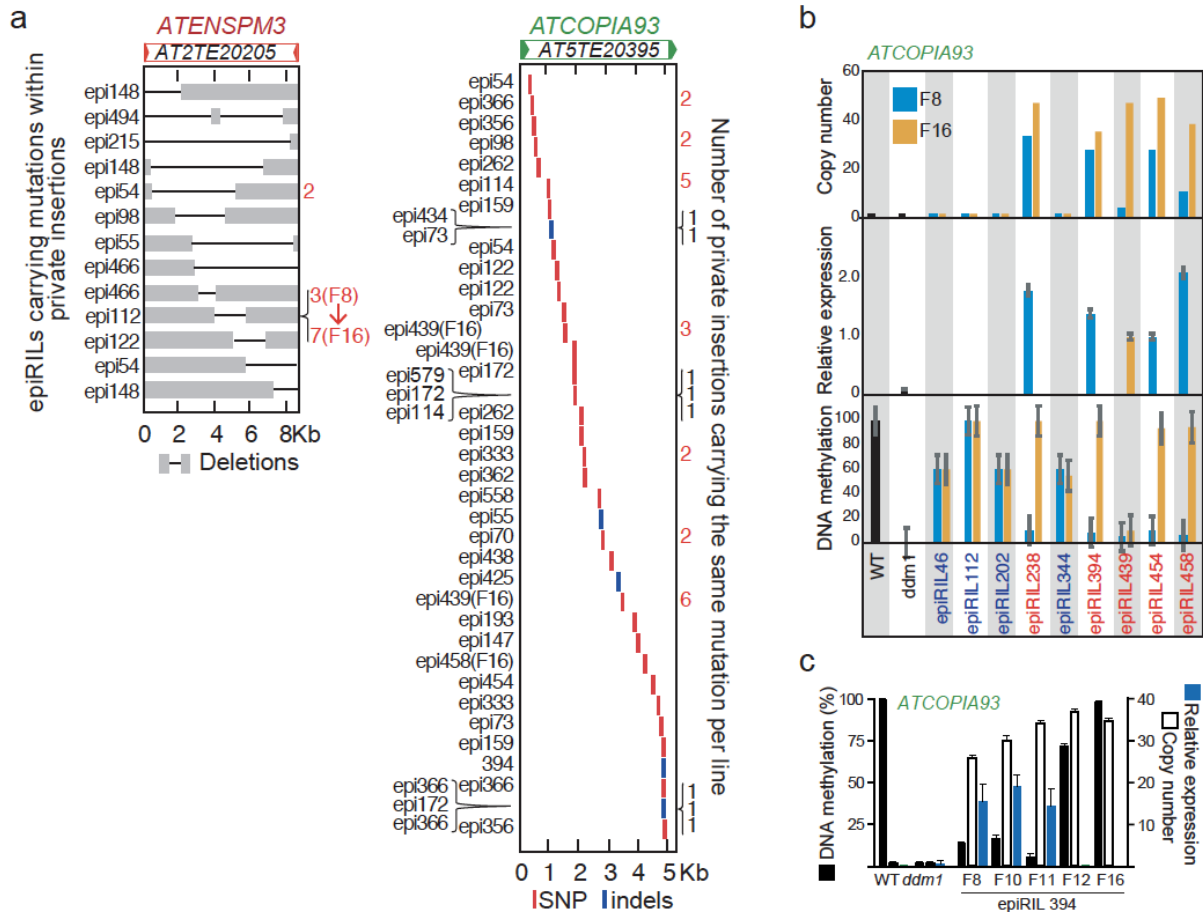 a
ATENSPM3
AT2TE20205
epiRILs carrying mutations within
private insertions
epi148
epi494
epi215
epi148
epi54
2
epi98
epi55
epi466
epi466
3(F8)
epi112
7(F16)
epi122
epi54
epi148
0 2 4 6 8Kb
Deletions
ATCOPIA93
AT5TE20395
epi54
epi366
2
epi356
epi98
2
epi262
epi114
5
epi159
epi434
1
epi73
1
epi54
epi122
epi122
epi73
epi439(F16)
3
epi439(F16)
epi172
epi579
1
epi172
1
epi114
1
epi262
epi159
epi333
2
epi362
epi558
epi55
epi70
2
epi438
epi425
epi439(F16)
6
epi193
epi147
epi458(F16)
epi454
epi333
epi73
epi159
394
epi366
epi366
1
epi172
1
epi366
1
epi356
0 1 2 3 4 5 Kb
SNP indels
Number of private insertions carrying the same mutation per line
b
ATCOPIA93
Copy number
60
40
20
0
F8
F16
Relative expression
2.0
1.0
0
DNA methylation
100
80
60
40
20
0
WT
ddm1
epiRIL46
epiRIL112
epiRIL202
epiRIL238
epiRIL344
epiRIL394
epiRIL439
epiRIL454
epiRIL458
c
ATCOPIA93
DNA methylation (%)
100
75
50
25
40
30
20
10
Copy number
Relative expression
WT ddm1 F8 F10 F11 F12 F16
epiRIL 394